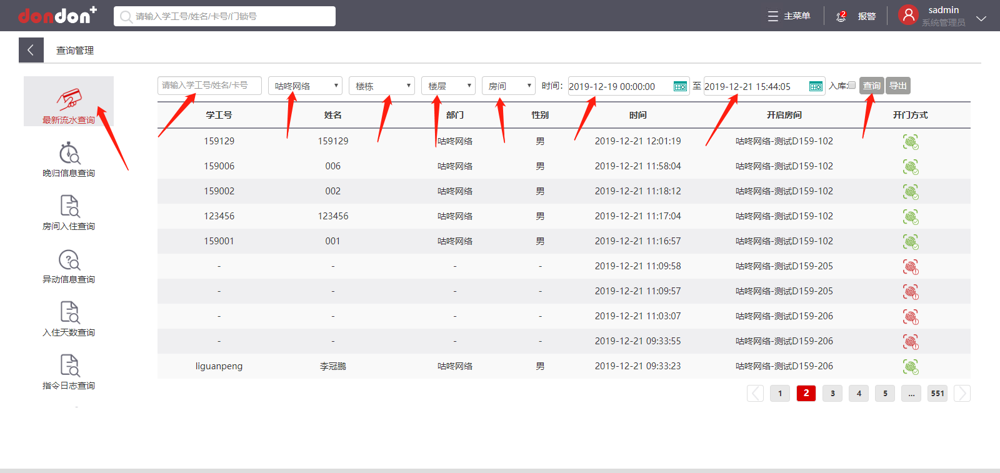 dondon+
请输入学工号/姓名/卡号/门锁号
主菜单
2
报警
sadmin
系统管理员
查询管理
最新流水查询
晚归信息查询
房间入住查询
异动信息查询
入住天数查询
指令日志查询
请输入学工号/姓名/卡号 咕咚网络 楼栋 楼层 房间 时间: 2019-12-19 00:00:00 至 2019-12-21 15:44:05 入库: 查询 导出
学工号 姓名 部门 性别 时间 开启房间 开门方式
159129 159129 咕咚网络 男 2019-12-21 12:01:19 咕咚网络-测试D159-102
159006 006 咕咚网络 男 2019-12-21 11:58:04 咕咚网络-测试D159-102
159002 002 咕咚网络 男 2019-12-21 11:18:12 咕咚网络-测试D159-102
123456 123456 咕咚网络 男 2019-12-21 11:17:04 咕咚网络-测试D159-102
159001 001 咕咚网络 男 2019-12-21 11:16:57 咕咚网络-测试D159-102
- - - - 2019-12-21 11:09:58 咕咚网络-测试D159-205
- - - - 2019-12-21 11:09:57 咕咚网络-测试D159-205
- - - - 2019-12-21 11:03:07 咕咚网络-测试D159-206
- - - - 2019-12-21 09:33:55 咕咚网络-测试D159-206
liguanpeng 李冠鹏 咕咚网络 男 2019-12-21 09:33:23 咕咚网络-测试D159-206
1 2 3 4 5 ... 551